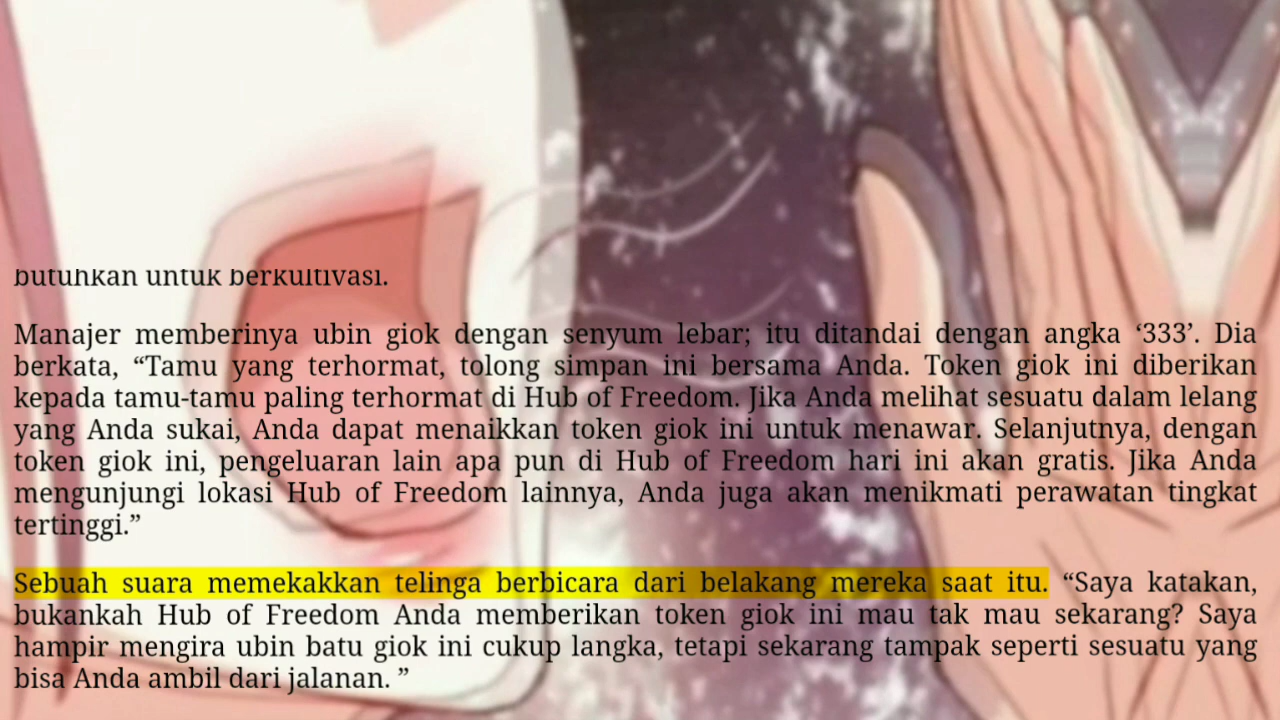 butuhkan untuk berkultivasi.
Manajer memberinya ubin giok dengan senyum lebar; itu ditandai dengan angka ‘333’. Dia
berkata, “Tamu yang terhormat, tolong simpan ini bersama Anda. Token giok ini diberikan
kepada tamu-tamu paling terhormat di Hub of Freedom. Jika Anda melihat sesuatu dalam lelang
yang Anda sukai, Anda dapat menaikkan token giok ini untuk menawar. Selanjutnya, dengan
token giok ini, pengeluaran lain apa pun di Hub of Freedom hari ini akan gratis. Jika Anda
mengunjungi lokasi Hub of Freedom lainnya, Anda juga akan menikmati perawatan tingkat
tertinggi.”
Sebuah suara memekakkan telinga berbicara dari belakang mereka saat itu. “Saya katakan,
bukankah Hub of Freedom Anda memberikan token giok ini mau tak mau sekarang? Saya
hampir mengira ubin batu giok ini cukup langka, tetapi sekarang tampak seperti sesuatu yang
bisa Anda ambil dari jalanan. ”